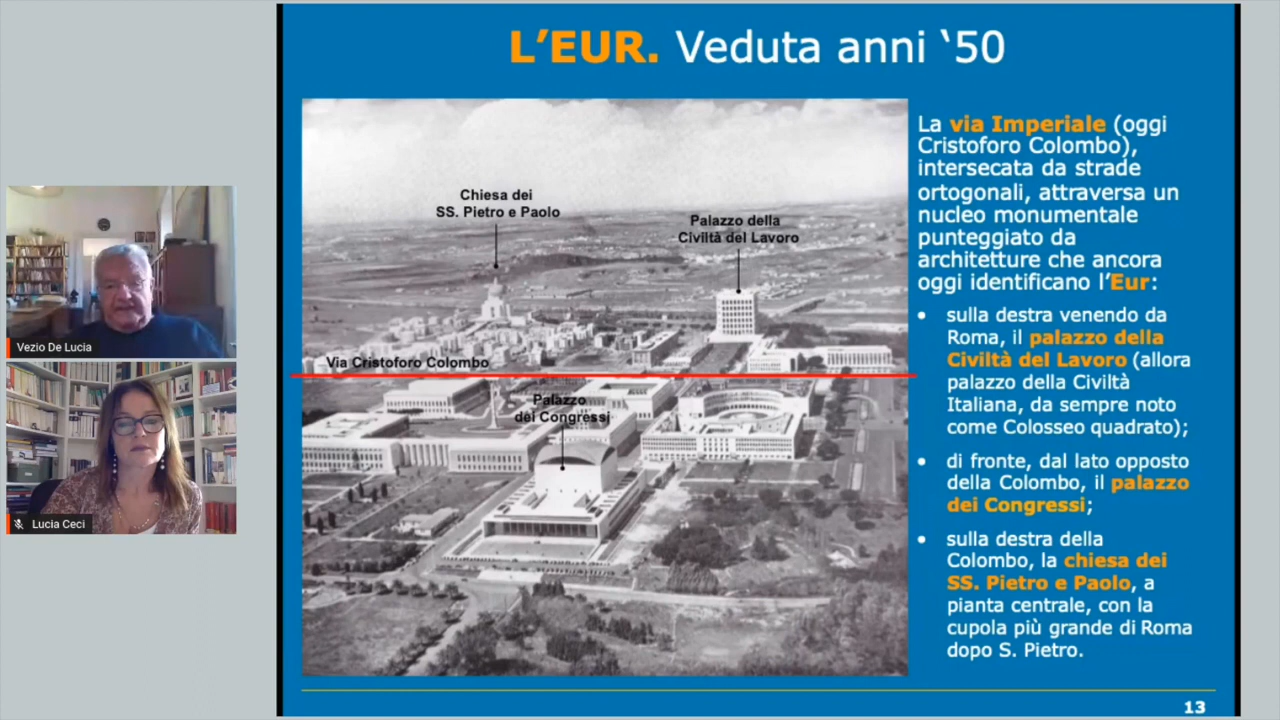 L'EUR. Veduta anni ‘50
Chiesa dei
SS. Pietro e Paolo
Palazzo della
Civiltà del Lavoro
Via Cristoforo Colombo
Palazzo
dei Congressi
La via Imperiale (oggi
Cristoforo Colombo),
intersecata da strade
ortogonali, attraversa un
nucleo monumentale
punteggiato da
architetture che ancora
oggi identificano l'Eur:
• sulla destra venendo da
Roma, il palazzo della
Civiltà del Lavoro (allora
palazzo della Civiltà
Italiana, da sempre noto
come Colosseo quadrato);
• di fronte, dal lato opposto
della Colombo, il palazzo
dei Congressi;
• sulla destra della
Colombo, la chiesa dei
SS. Pietro e Paolo, a
pianta centrale, con la
cupola più grande di Roma
dopo S. Pietro.
13
Vezio De Lucia
Lucia Ceci